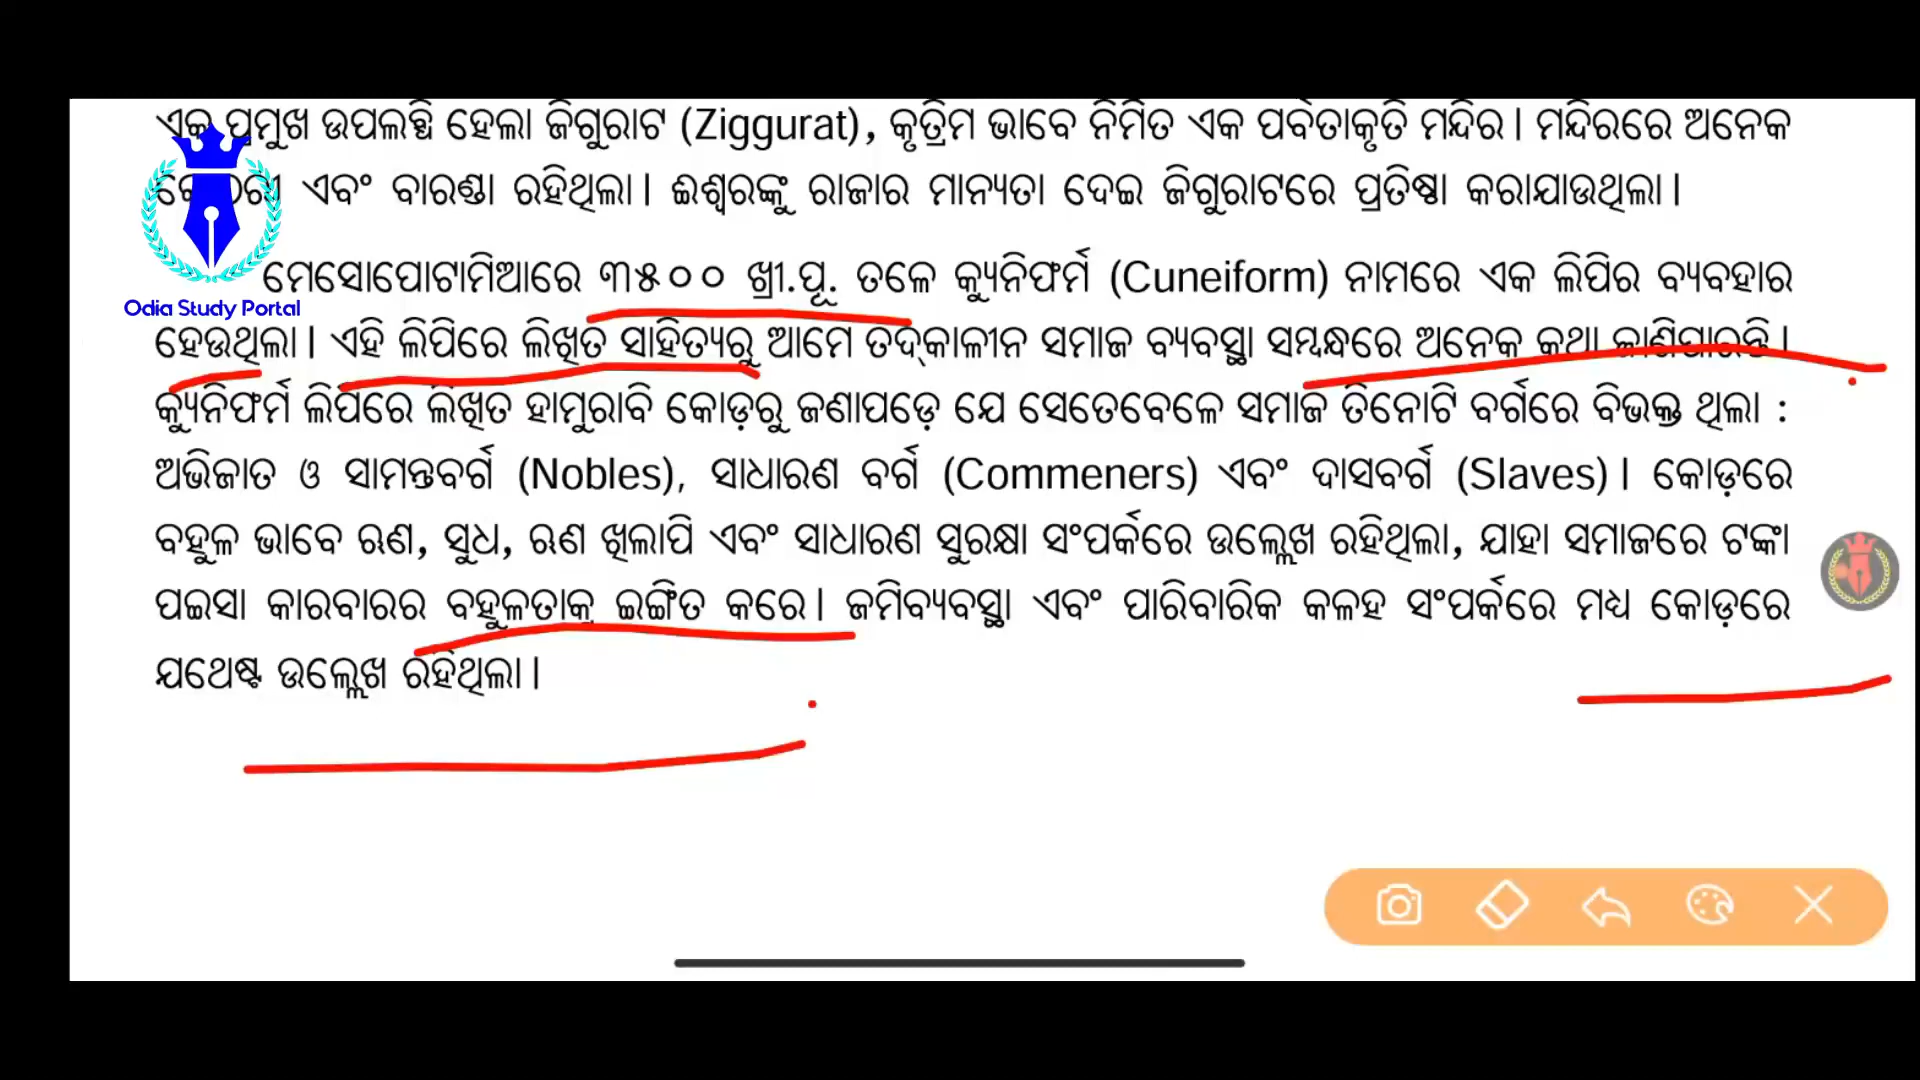 ଏକ ପ୍ରମୁଖ ଉପଲବ୍ଧି ହେଲା ଜିଗୁରାଟ (Ziggurat), କୃତ୍ରିମ ଭାବେ ନିର୍ମିତ ଏକ ପର୍ବତାକୃତି ମନ୍ଦିର। ମନ୍ଦିରରେ ଅନେକ
ଏବଂ ବାରଣ୍ଡା ରହିଥିଲା। ଈଶ୍ୱରଙ୍କୁ ରାଜାର ମାନ୍ୟତା ଦେଇ ଜିଗୁରାଟରେ ପ୍ରତିଷ୍ଠା କରାଯାଉଥିଲା।
ମେସୋପୋଟାମିଆରେ ୩୫୦୦ ଖ୍ରୀ.ପୂ. ତଳେ କ୍ୟୁନିଫର୍ମ (Cuneiform) ନାମରେ ଏକ ଲିପିର ବ୍ୟବହାର
Odia Study Portal
ହେଉଥିଲା। ଏହି ଲିପିରେ ଲିଖିତ ସାହିତ୍ୟରୁ ଆମେ ତଦ୍‌କାଳୀନ ସମାଜ ବ୍ୟବସ୍ଥା ସମ୍ବନ୍ଧରେ ଅନେକ କଥା ଜାଣିପାରନ୍ତି।
କ୍ୟୁନିଫର୍ମ ଲିପିରେ ଲିଖିତ ହାମୁରାବି କୋଡ଼ରୁ ଜଣାପଡ଼େ ଯେ ସେତେବେଳେ ସମାଜ ତିନୋଟି ବର୍ଗରେ ବିଭକ୍ତ ଥିଲା :
ଅଭିଜାତ ଓ ସାମନ୍ତବର୍ଗ (Nobles), ସାଧାରଣ ବର୍ଗ (Commeners) ଏବଂ ଦାସବର୍ଗ (Slaves)। କୋଡ଼ରେ
ବହୁଳ ଭାବେ ଋଣ, ସୁଧ, ଋଣ ଖିଲାପି ଏବଂ ସାଧାରଣ ସୁରକ୍ଷା ସଂପର୍କରେ ଉଲ୍ଲେଖ ରହିଥିଲା, ଯାହା ସମାଜରେ ଟଙ୍କା
ପଇସା କାରବାରର ବହୁଳତାକୁ ଇଙ୍ଗିତ କରେ। ଜମିବ୍ୟବସ୍ଥା ଏବଂ ପାରିବାରିକ କଳହ ସଂପର୍କରେ ମଧ୍ୟ କୋଡ଼ରେ
ଯଥେଷ୍ଟ ଉଲ୍ଲେଖ ରହିଥିଲା।